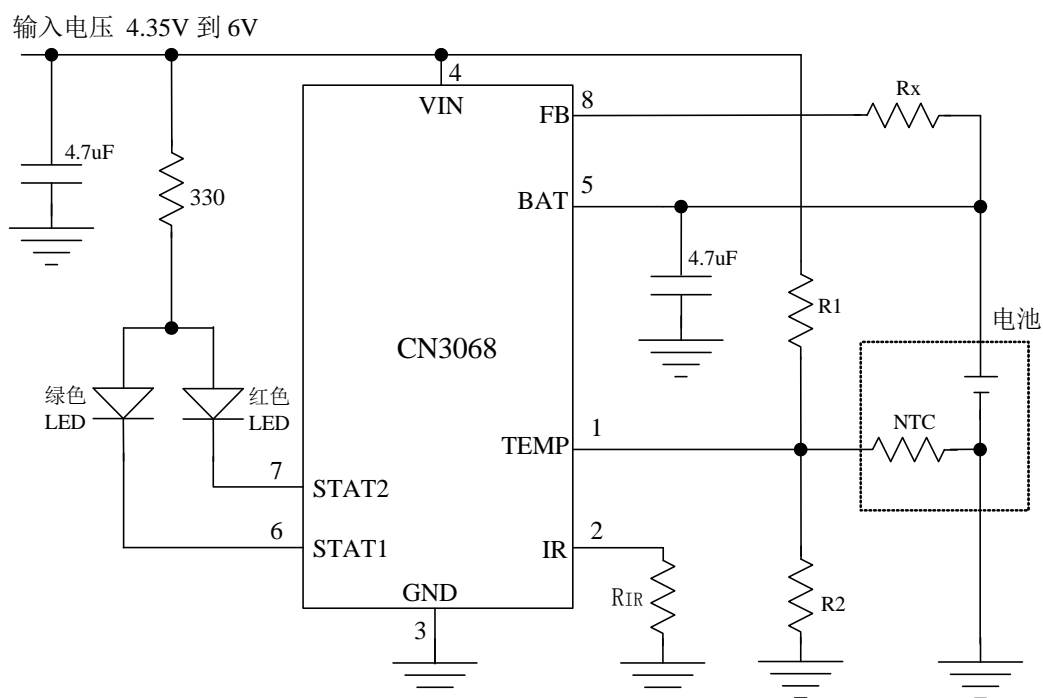 输入电压 4.35V 到 6V
4
VIN
FB
8
Rx
4.7uF
330
BAT
5
4.7uF
R1
CN3068
电池
绿色
LED
红色
LED
TEMP
1
NTC
7
STAT2
6
STAT1
IR
2
GND
3
RIR
R2